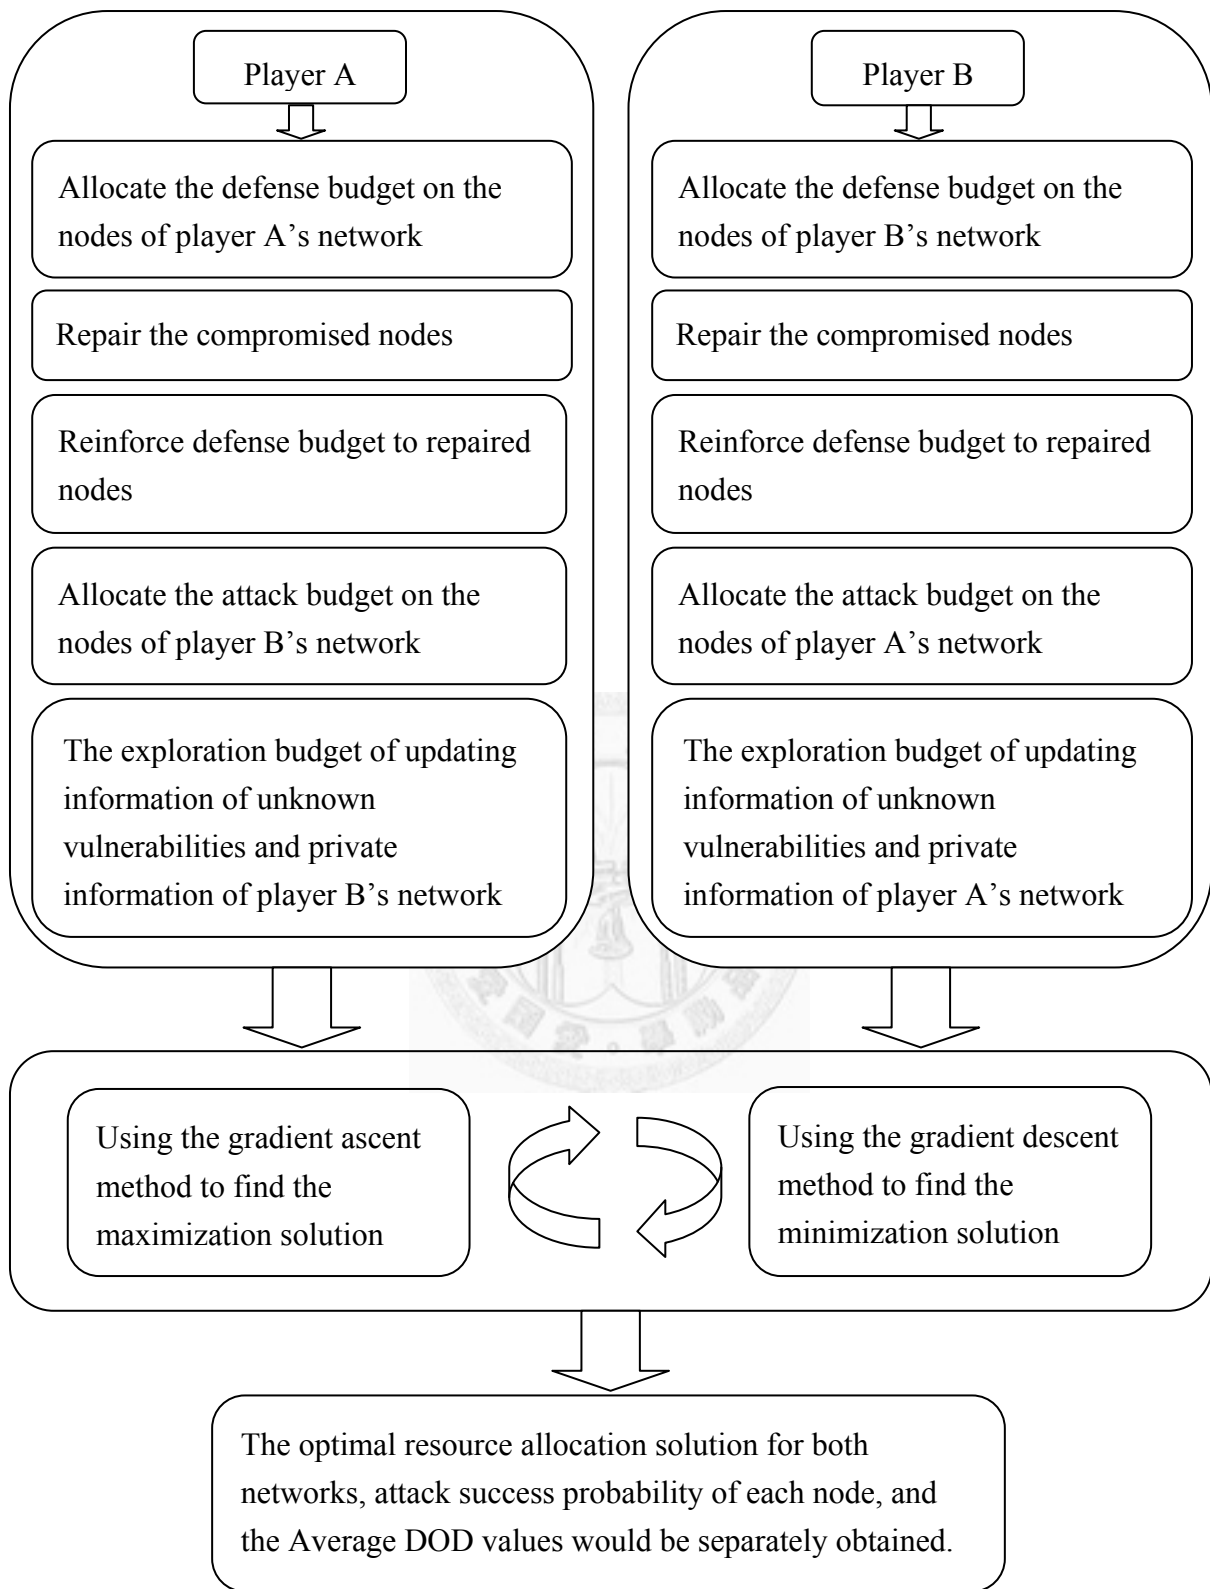 Player A
Allocate the defense budget on the
nodes of player A’s network
Repair the compromised nodes
Reinforce defense budget to repaired
nodes
Allocate the attack budget on the
nodes of player B’s network
The exploration budget of updating
information of unknown
vulnerabilities and private
information of player B’s network
Player B
Allocate the defense budget on the
nodes of player B’s network
Repair the compromised nodes
Reinforce defense budget to repaired
nodes
Allocate the attack budget on the
nodes of player A’s network
The exploration budget of updating
information of unknown
vulnerabilities and private
information of player A’s network
Using the gradient ascent
method to find the
maximization solution
Using the gradient descent
method to find the
minimization solution
The optimal resource allocation solution for both
networks, attack success probability of each node, and
the Average DOD values would be separately obtained.